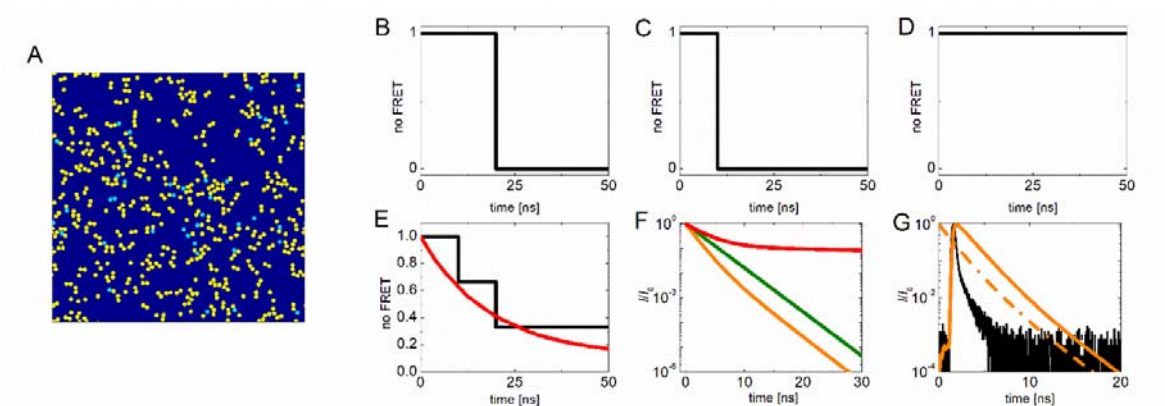 A
B
1
0
no FRET
0 25 50
time [ns]
C
1
0
no FRET
0 25 50
time [ns]
D
1
1
no FRET
0 25 50
time [ns]
E
1.0
0.8
0.6
0.4
0.2
0.0
no FRET
0 25 50
time [ns]
F
10⁰
10⁻³
10⁻⁶
I/I₀
0 10 20 30
time [ns]
G
10⁰
10⁻²
10⁻⁴
I/I₀
0 5 10 15 20
time [ns]